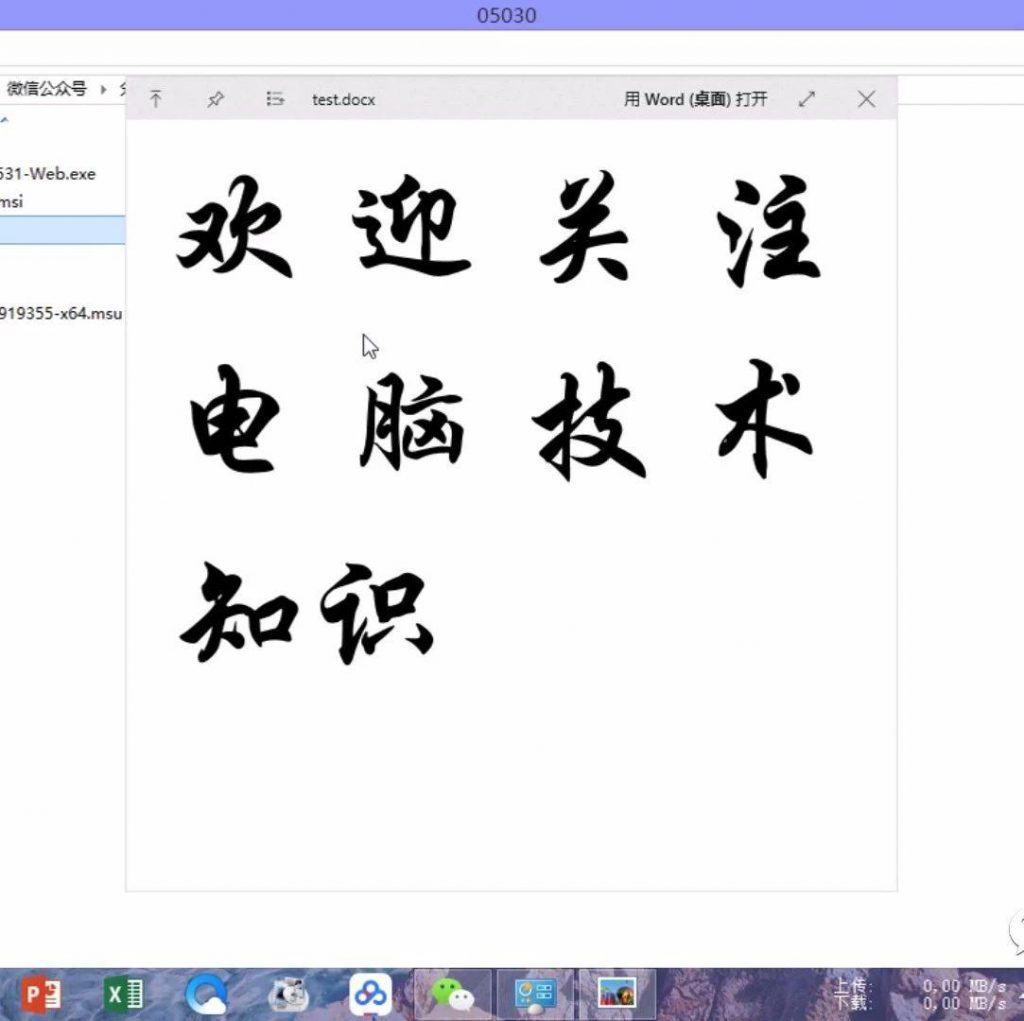 05030
微信公众号
test.docx 用 Word (桌面) 打开
531-Web.exe
msi
919355-x64.msu
欢迎关注
电脑技术
知识
上传: 0.00 MB/s
下载: 0.00 MB/s